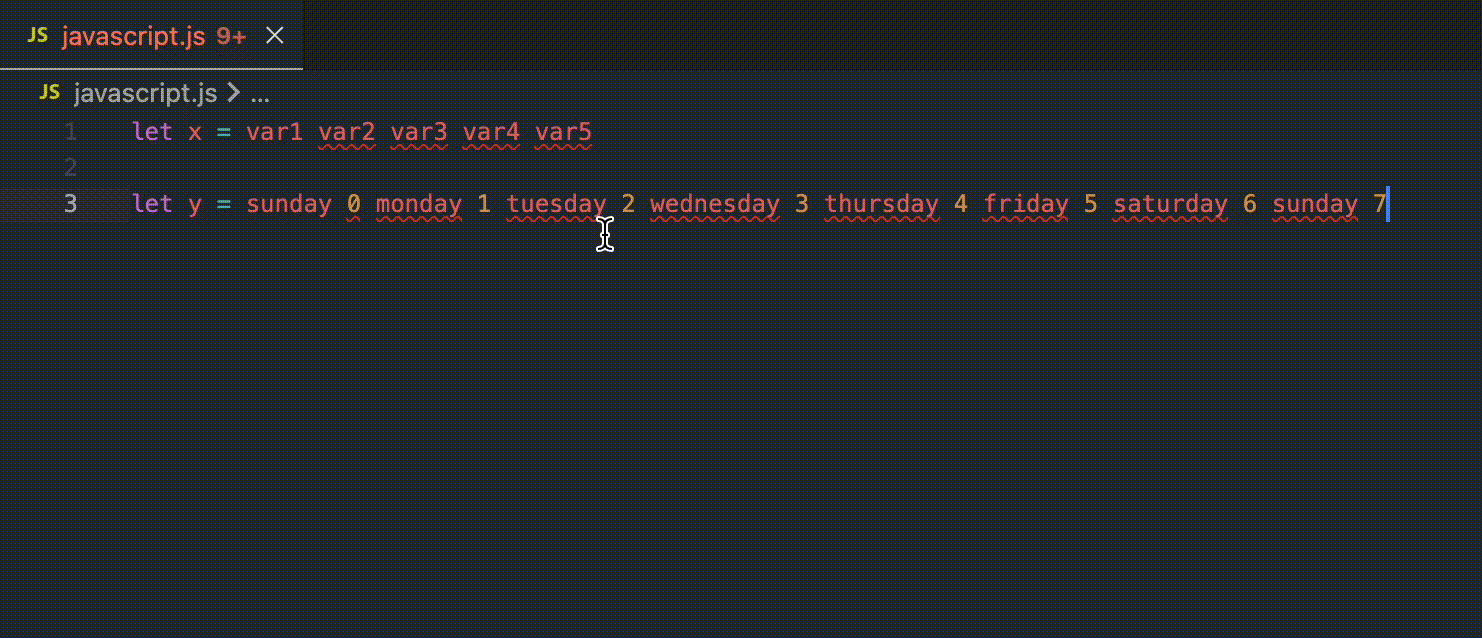 JS javascript.js 9+
JS javascript.js > ...
1 let x = var1 var2 var3 var4 var5
2
3 let y = sunday 0 monday 1 tuesday 2 wednesday 3 thursday 4 friday 5 saturday 6 sunday 7